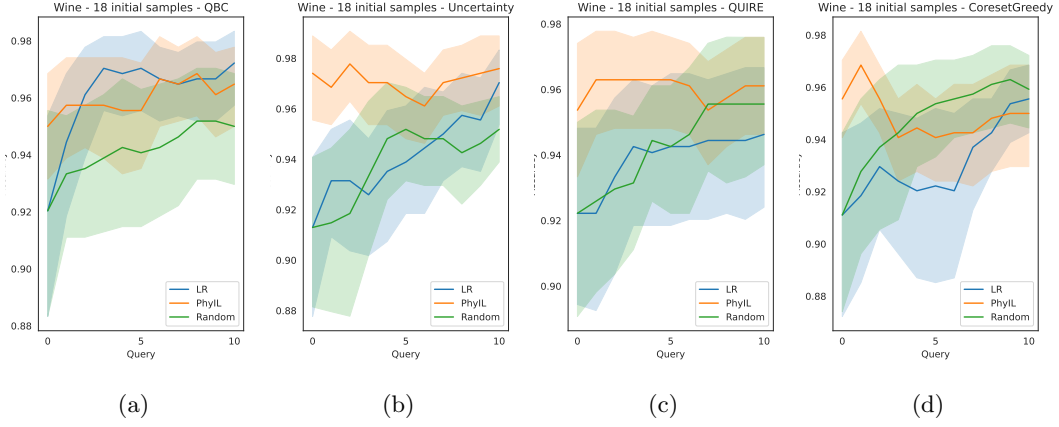 Wine - 18 initial samples - QBC
0.98
0.96
0.94
0.92
0.90
0.88
0
5
10
Query
LR
PhyIL
Random
(a)
Wine - 18 initial samples - Uncertainty
0.98
0.96
0.94
0.92
0.90
0.88
0
5
10
Query
LR
PhyIL
Random
(b)
Wine - 18 initial samples - QUIRE
0.98
0.96
0.94
0.92
0.90
0
5
10
Query
LR
PhyIL
Random
(c)
Wine - 18 initial samples - CoresetGreedy
0.98
0.96
0.94
0.92
0.90
0.88
0
5
10
Query
LR
PhyIL
Random
(d)